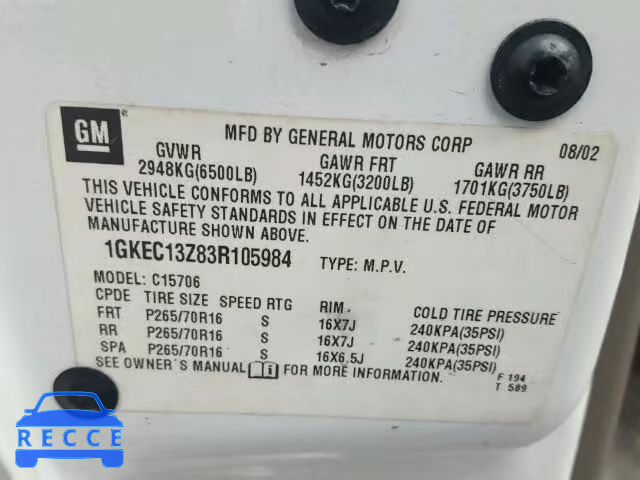 GM
MFD BY GENERAL MOTORS CORP 08/02
GVWR GAWR FRT GAWR RR
2948KG(6500LB) 1452KG(3200LB) 1701KG(3750LB)
THIS VEHICLE CONFORMS TO ALL APPLICABLE U.S. FEDERAL MOTOR
VEHICLE SAFETY STANDARDS IN EFFECT ON THE DATE OF
MANUFACTURE SHOWN ABOVE.
1GKEC13Z83R105984 TYPE: M.P.V.
MODEL: C15706
CPDE TIRE SIZE SPEED RTG RIM COLD TIRE PRESSURE
FRT P265/70R16 S 16X7J 240KPA(35PSI)
RR P265/70R16 S 16X7J 240KPA(35PSI)
SPA P265/70R16 S 16X6.5J 240KPA(35PSI)
SEE OWNER'S MANUAL FOR MORE INFORMATION.
F 194
T 589
RECCE